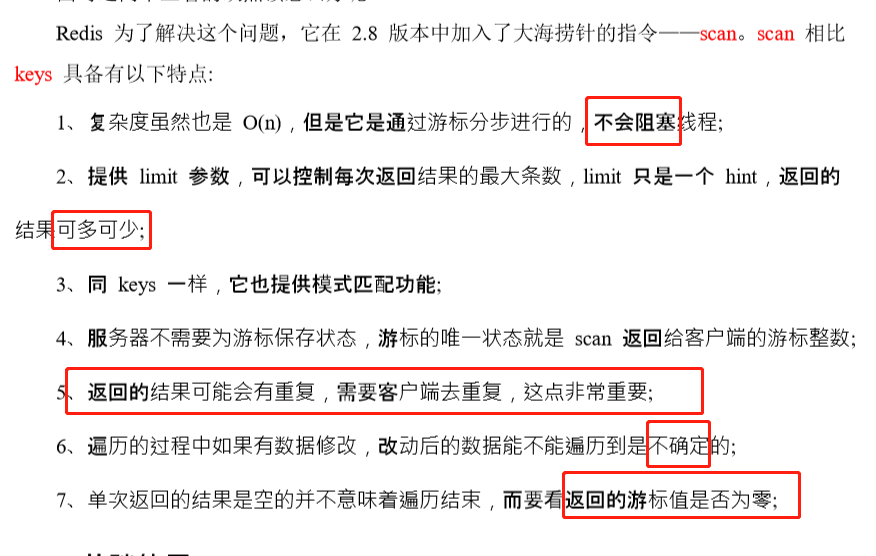 Redis 为了解决这个问题，它在 2.8 版本中加入了大海捞针的指令——scan。scan 相比
keys 具备有以下特点:
1、复杂度虽然也是 O(n)，但是它是通过游标分步进行的，不会阻塞线程;
2、提供 limit 参数，可以控制每次返回结果的最大条数，limit 只是一个 hint，返回的
结果可多可少;
3、同 keys 一样，它也提供模式匹配功能;
4、服务器不需要为游标保存状态，游标的唯一状态就是 scan 返回给客户端的游标整数;
5、返回的结果可能会有重复，需要客户端去重复，这点非常重要;
6、遍历的过程中如果有数据修改，改动后的数据能不能遍历到是不确定的;
7、单次返回的结果是空的并不意味着遍历结束，而要看返回的游标值是否为零;